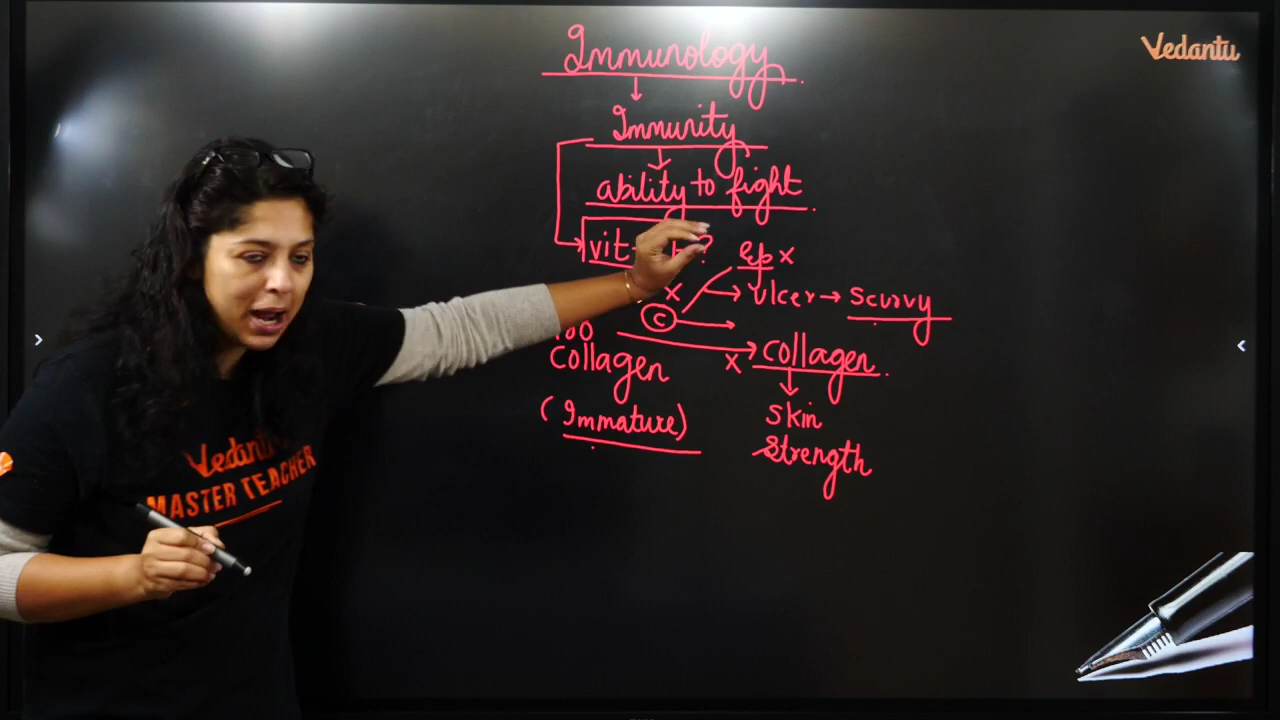 Immunology
Vedantu
Immunity
ability to fight
vit
?
Ep x
x
C
Ulcer → Scurvy
Collagen
x Collagen
(Immature)
Skin
Strength
Vedantu
MASTER TEACHER